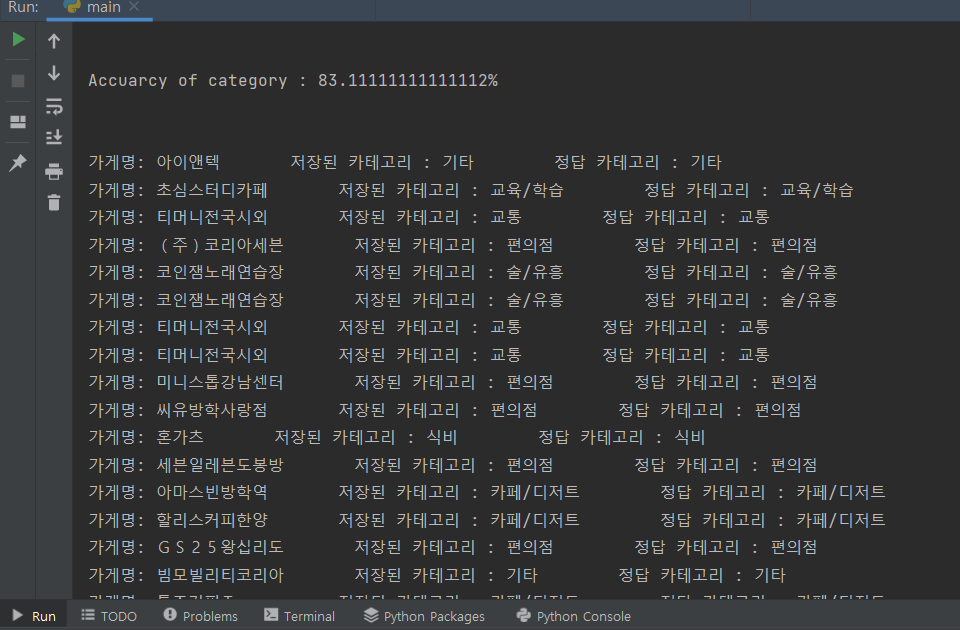 Run: main
Accuarcy of category : 83.11111111111112%
가게명: 아이앤텍 저장된 카테고리 : 기타 정답 카테고리 : 기타
가게명: 초심스터디카페 저장된 카테고리 : 교육/학습 정답 카테고리 : 교육/학습
가게명: 티머니전국시외 저장된 카테고리 : 교통 정답 카테고리 : 교통
가게명: (주)코리아세븐 저장된 카테고리 : 편의점 정답 카테고리 : 편의점
가게명: 코인잼노래연습장 저장된 카테고리 : 술/유흥 정답 카테고리 : 술/유흥
가게명: 코인잼노래연습장 저장된 카테고리 : 술/유흥 정답 카테고리 : 술/유흥
가게명: 티머니전국시외 저장된 카테고리 : 교통 정답 카테고리 : 교통
가게명: 티머니전국시외 저장된 카테고리 : 교통 정답 카테고리 : 교통
가게명: 미니스톱강남센터 저장된 카테고리 : 편의점 정답 카테고리 : 편의점
가게명: 씨유방학사랑점 저장된 카테고리 : 편의점 정답 카테고리 : 편의점
가게명: 혼가츠 저장된 카테고리 : 식비 정답 카테고리 : 식비
가게명: 세븐일레븐도봉방 저장된 카테고리 : 편의점 정답 카테고리 : 편의점
가게명: 아마스빈방학역 저장된 카테고리 : 카페/디저트 정답 카테고리 : 카페/디저트
가게명: 할리스커피한양 저장된 카테고리 : 카페/디저트 정답 카테고리 : 카페/디저트
가게명: GS25왕십리도 저장된 카테고리 : 편의점 정답 카테고리 : 편의점
가게명: 빔모빌리티코리아 저장된 카테고리 : 기타 정답 카테고리 : 기타
Run TODO Problems Terminal Python Packages Python Console